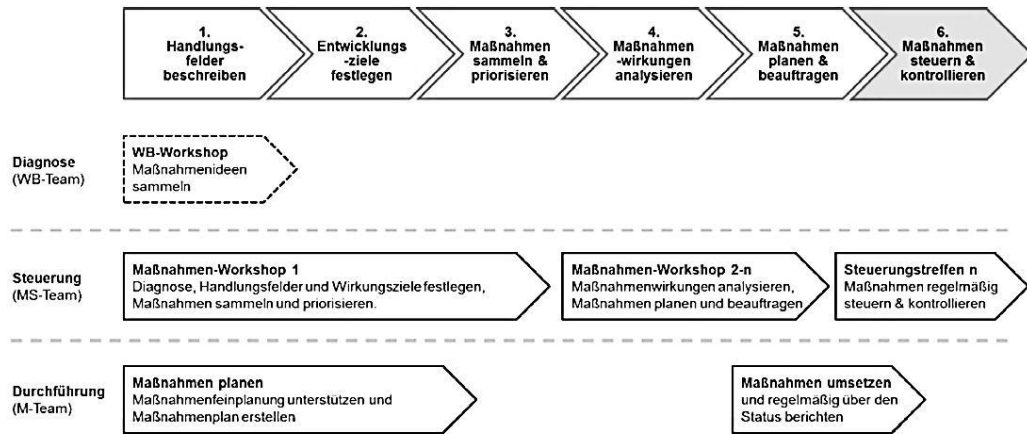 1.
Handlungs-
felder
beschreiben
2.
Entwicklungs
-ziele
festlegen
3.
Maßnahmen
sammeln &
priorisieren
4.
Maßnahmen
-wirkungen
analysieren
5.
Maßnahmen
planen &
beauftragen
6.
Maßnahmen
steuern &
kontrollieren
Diagnose
(WB-Team)
WB-Workshop
Maßnahmenideen
sammeln
Steuerung
(MS-Team)
Maßnahmen-Workshop 1
Diagnose, Handlungsfelder und Wirkungsziele festlegen,
Maßnahmen sammeln und priorisieren.
Maßnahmen-Workshop 2-n
Maßnahmenwirkungen analysieren,
Maßnahmen planen und beauftragen
Steuerungstreffen n
Maßnahmen regelmäßig
steuern & kontrollieren
Durchführung
(M-Team)
Maßnahmen planen
Maßnahmenfeinplanung unterstützen und
Maßnahmenplan erstellen
Maßnahmen umsetzen
und regelmäßig über den
Status berichten